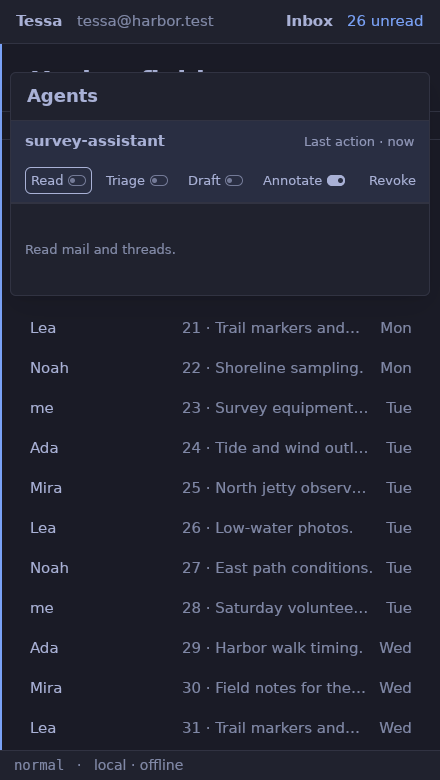 Tessa tessa@harbor.test Inbox 26 unread
Agents
survey-assistant Last action · now
Read Triage Draft Annotate Revoke
Read mail and threads.
Lea 21 · Trail markers and… Mon
Noah 22 · Shoreline sampling. Mon
me 23 · Survey equipment… Tue
Ada 24 · Tide and wind outl… Tue
Mira 25 · North jetty observ… Tue
Lea 26 · Low-water photos. Tue
Noah 27 · East path conditions. Tue
me 28 · Saturday voluntee… Tue
Ada 29 · Harbor walk timing. Wed
Mira 30 · Field notes for the… Wed
Lea 31 · Trail markers and… Wed
normal · local · offline